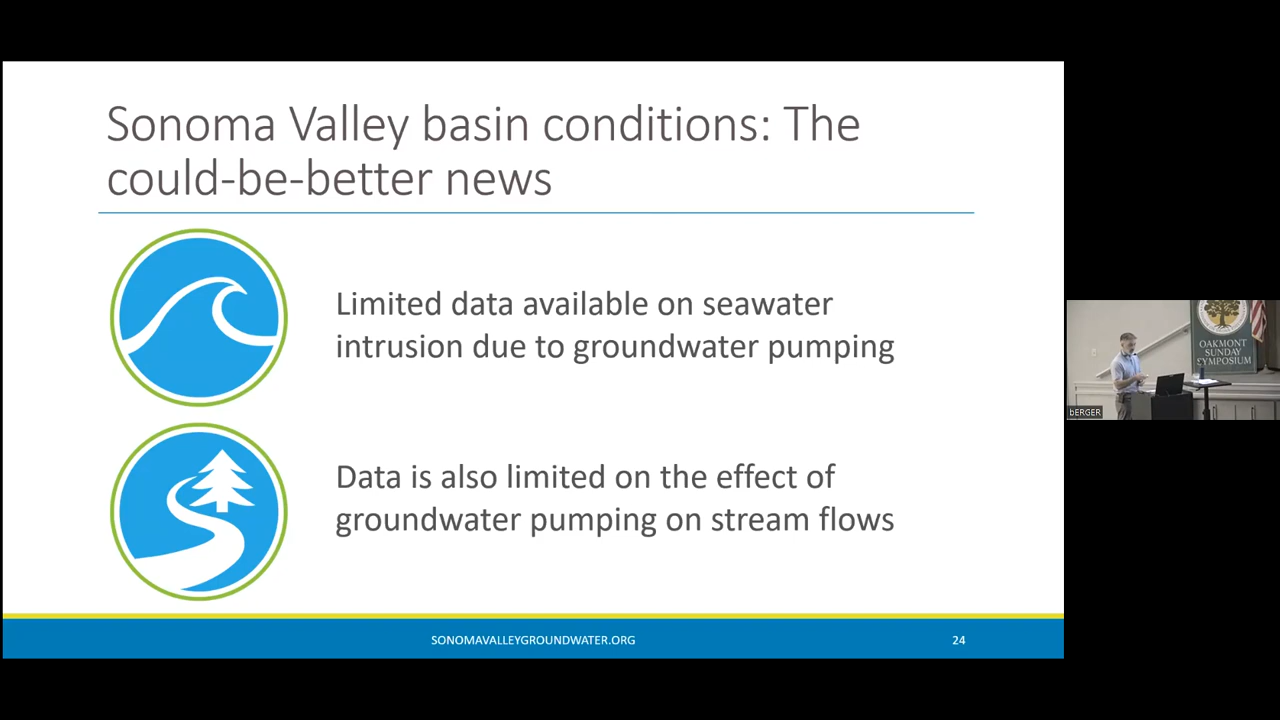 Sonoma Valley basin conditions: The
could-be-better news
Limited data available on seawater
intrusion due to groundwater pumping
Data is also limited on the effect of
groundwater pumping on stream flows
SONOMAVALLEYGROUNDWATER.ORG
24
OAKMONT
SUNDAY
SYMPOSIUM
bERGER